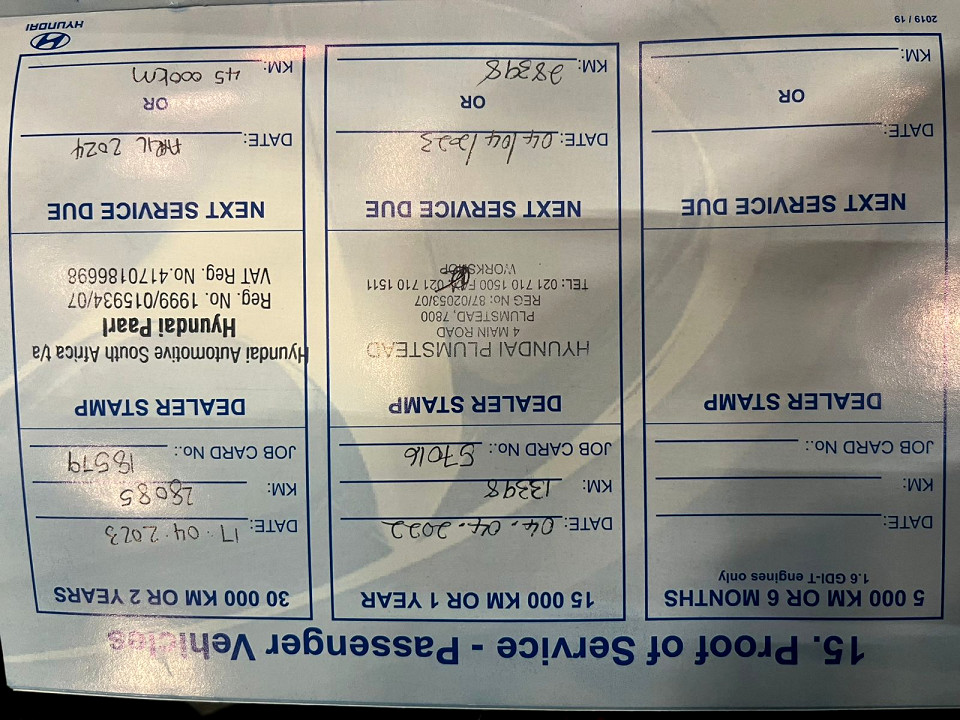 15. Proof of Service - Passenger Vehicles
5 000 KM OR 6 MONTHS
1.6 GDI-T engines only
DATE:
KM:
JOB CARD No.:
DEALER STAMP
NEXT SERVICE DUE
DATE:
OR
KM:
15 000 KM OR 1 YEAR
DATE: 04.04.2022
KM: 13398
JOB CARD No.: 57016
DEALER STAMP
HYUNDAI PLUMSTEAD
4 MAIN ROAD
PLUMSTEAD, 7800
REG No: 87/02053/07
TEL: 021 710 1500 FAX 021 710 1511
WORKSHOP
NEXT SERVICE DUE
DATE: 04/04/2023
OR
KM: 28398
30 000 KM OR 2 YEARS
DATE: 17.04.2023
KM: 28085
JOB CARD No.: 18579
DEALER STAMP
Hyundai Automotive South Africa t/a
Hyundai Paarl
Reg. No. 1999/015934/07
VAT Reg. No.4170186698
NEXT SERVICE DUE
DATE: APRIL 2024
OR
KM: 45 000km
2019 / 19
HYUNDAI